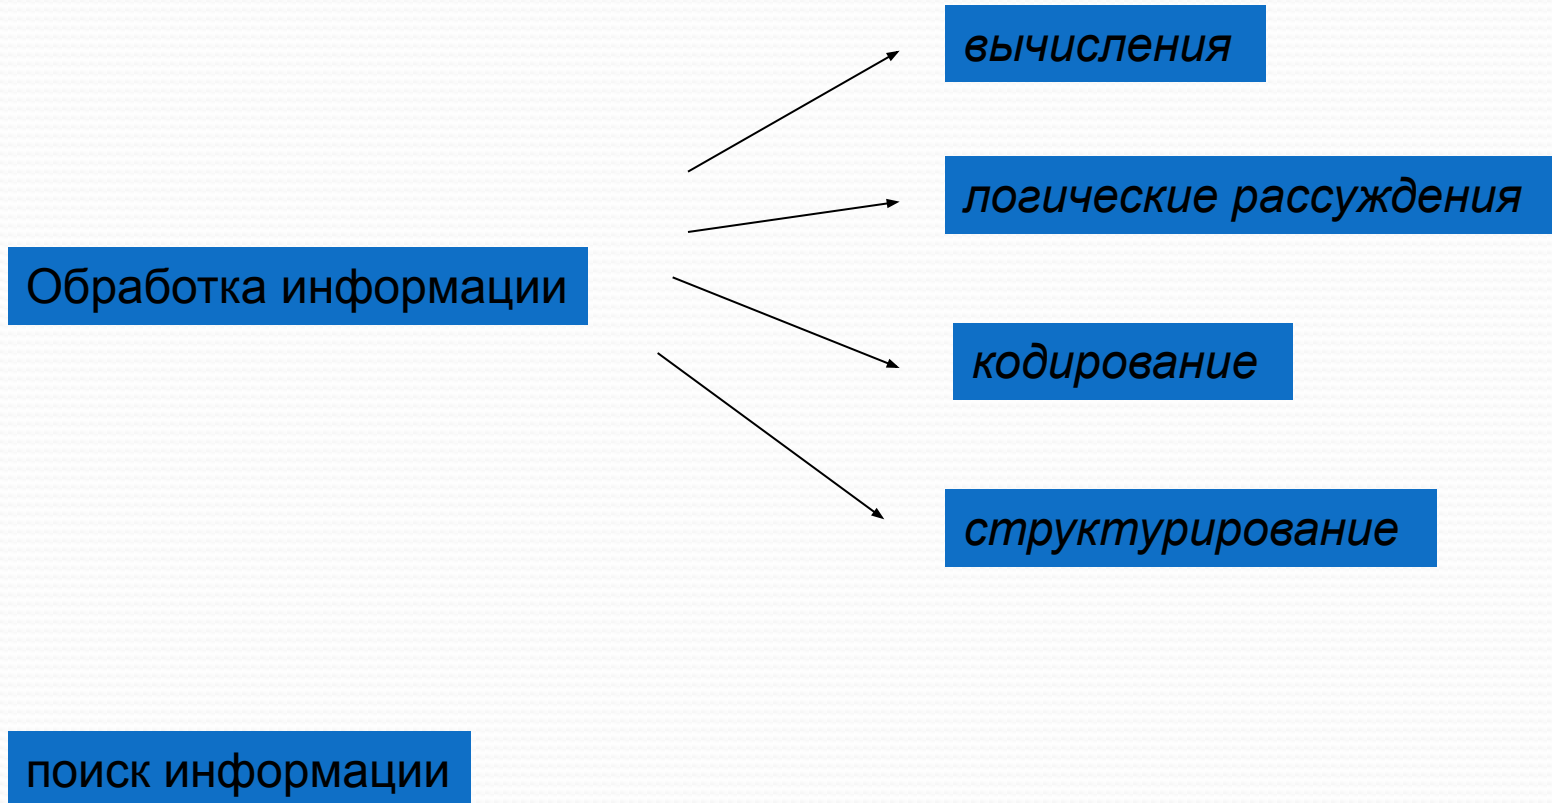 вычисления
логические рассуждения
Обработка информации
кодирование
структурирование
поиск информации